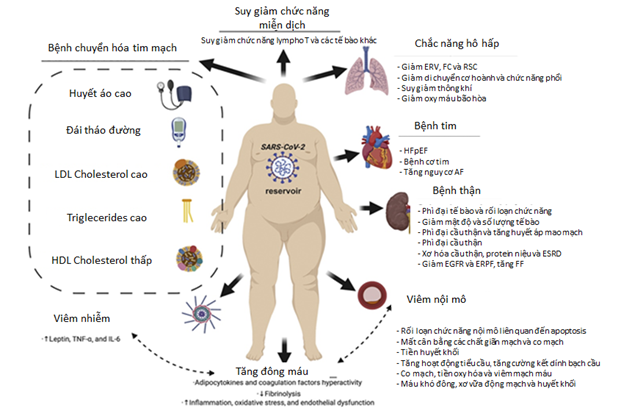 Suy giảm chức năng
miễn dịch
Suy giảm chức năng lympho T và các tế bào khác
Bệnh chuyển hóa tim mạch
Huyết áo cao
Đái tháo đường
LDL Cholesterol cao
Triglecerides cao
HDL Cholesterol thấp
SARS-CoV-2
reservoir
Chắc năng hô hấp
- Giảm ERV, FC và RSC
- Giảm di chuyển cơ hoành và chức năng phổi
- Suy giảm thông khí
- Giảm oxy máu bão hòa
Bệnh tim
- HFpEF
- Bệnh cơ tim
- Tăng nguy cơ AF
Bệnh thận
- Phì đại tế bào và rối loạn chức năng
- Giảm mật độ và số lượng tế bào
- Phì đại cầu thận và tăng huyết áp mao mạch
- Phì đại cầu thận
- Xơ hóa cầu thận, protein niệu và ESRD
- Giảm EGFR và ERPF, tăng FF
Viêm nhiễm
-↑Leptin, TNF-α, and IL-6
Tăng đông máu
·Adipocytokines and coagulation factors hyperactivity
·↓Fibrinolysis
·↑Inflammation, oxidative stress, and endothelial dysfunction
Viêm nội mô
- Rối loạn chức năng nội mô liên quan đến apoptosis
- Mất cân bằng các chất giãn mạch và co mạch
- Tiền huyết khối
- Tăng hoạt động tiểu cầu, tăng cường kết dính bạch cầu
- Co mạch, tiền oxy hóa và viêm mạch máu
- Máu khó đông, xơ vữa động mạch và huyết khối